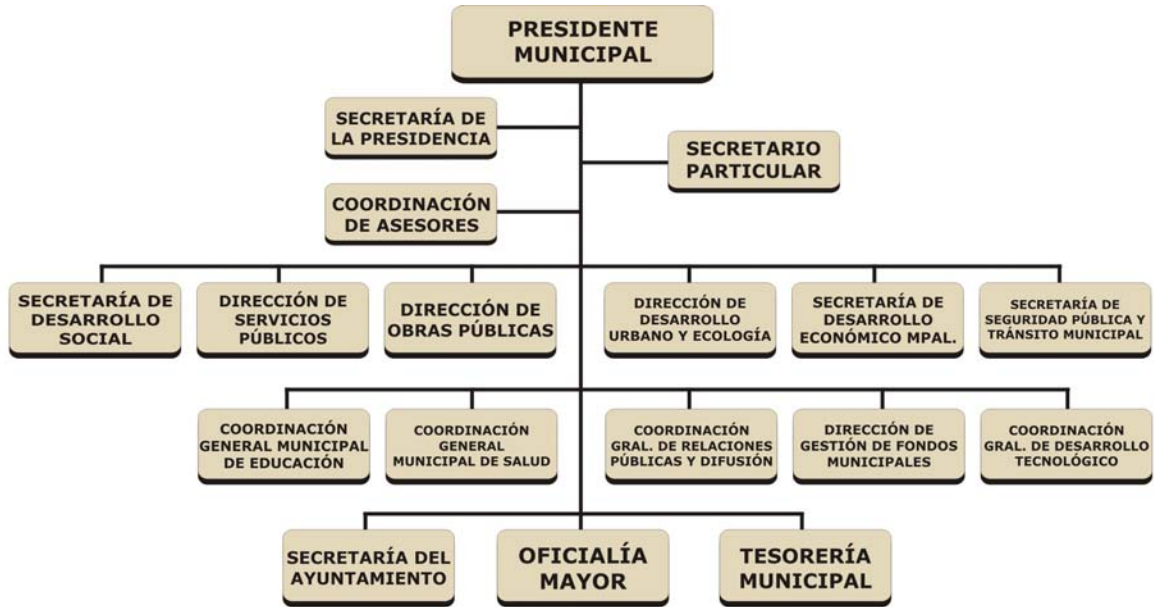 PRESIDENTE
MUNICIPAL
SECRETARÍA DE
LA PRESIDENCIA
SECRETARIO
PARTICULAR
COORDINACIÓN
DE ASESORES
SECRETARÍA DE
DESARROLLO
SOCIAL
DIRECCIÓN DE
SERVICIOS
PÚBLICOS
DIRECCIÓN DE
OBRAS PÚBLICAS
DIRECCIÓN DE
DESARROLLO
URBANO Y ECOLOGÍA
SECRETARÍA DE
DESARROLLO
ECONÓMICO MPAL.
SECRETARÍA DE
SEGURIDAD PÚBLICA Y
TRÁNSITO MUNICIPAL
COORDINACIÓN
GENERAL MUNICIPAL
DE EDUCACIÓN
COORDINACIÓN
GENERAL
MUNICIPAL DE SALUD
COORDINACIÓN
GRAL. DE RELACIONES
PÚBLICAS Y DIFUSIÓN
DIRECCIÓN DE
GESTIÓN DE FONDOS
MUNICIPALES
COORDINACIÓN
GRAL. DE DESARROLLO
TECNOLÓGICO
SECRETARÍA DEL
AYUNTAMIENTO
OFICIALÍA
MAYOR
TESORERÍA
MUNICIPAL